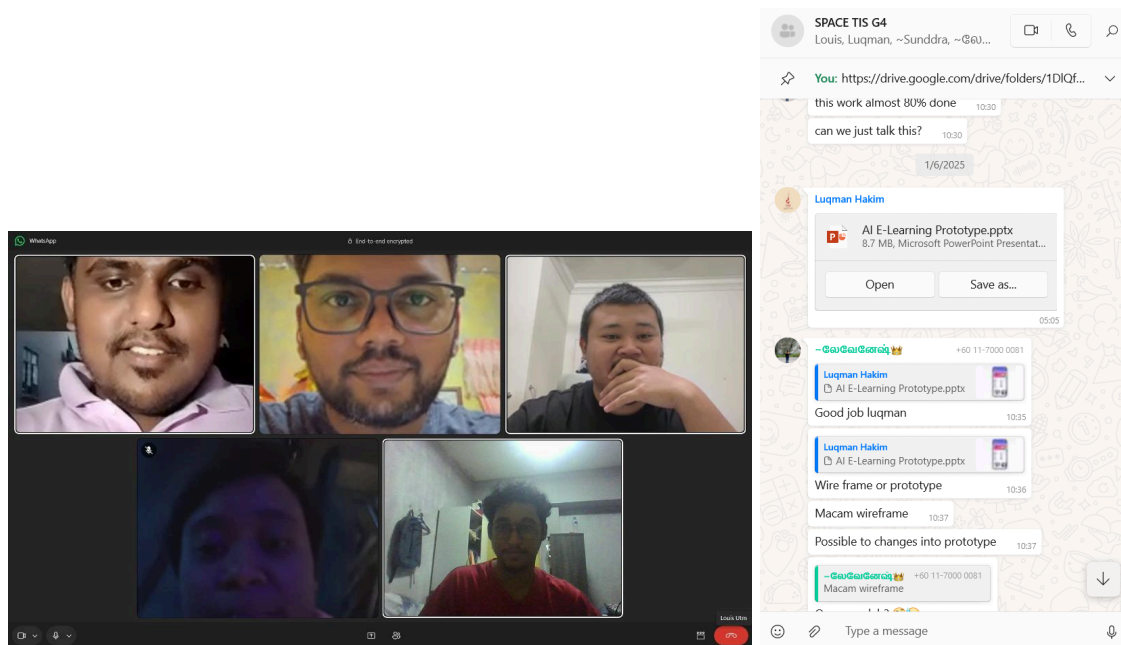 WhatsApp
End-to-end encrypted
Louis Utm
SPACE TIS G4
Louis, Luqman, ~Sunddra, ~லே...
You: https://drive.google.com/drive/folders/1DlQf...
this work almost 80% done 10:30
can we just talk this? 10:30
1/6/2025
Luqman Hakim
AI E-Learning Prototype.pptx
8.7 MB, Microsoft PowerPoint Presentat...
Open
Save as...
05:05
~லேவேனேஷ்👑 +60 11-7000 0081
Luqman Hakim
AI E-Learning Prototype.pptx
Good job luqman 10:35
Luqman Hakim
AI E-Learning Prototype.pptx
Wire frame or prototype 10:36
Macam wireframe 10:37
Possible to changes into prototype 10:37
~லேவேனேஷ்👑 +60 11-7000 0081
Macam wireframe
Type a message